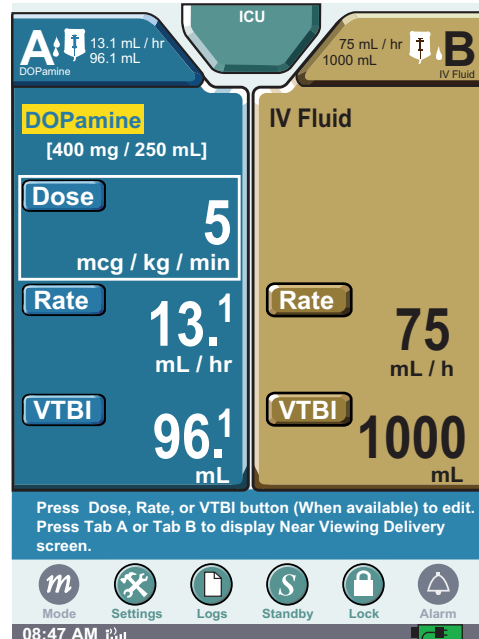 ICU
A
13.1 mL / hr
96.1 mL
DOPamine
75 mL / hr
1000 mL
B
IV Fluid
DOPamine
[400 mg / 250 mL]
Dose
5
mcg / kg / min
Rate
13.1
mL / hr
VTBI
96.1
mL
IV Fluid
Rate
75
mL / h
VTBI
1000
mL
Press Dose, Rate, or VTBI button (When available) to edit.
Press Tab A or Tab B to display Near Viewing Delivery
screen.
m
S
Mode Settings Logs Standby Lock Alarm
08:47 AM